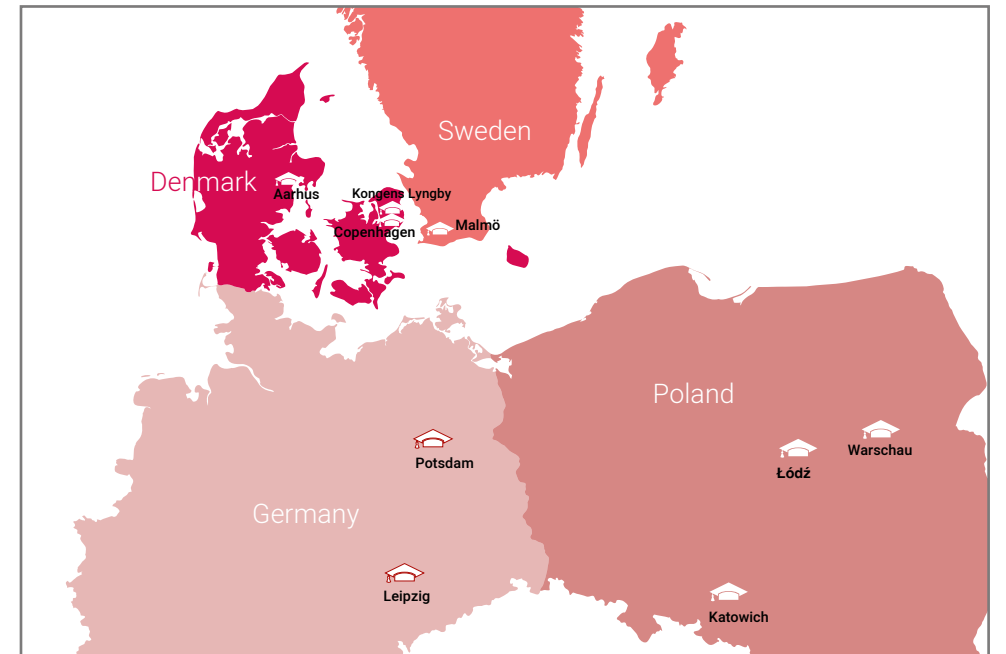 Sweden
Denmark
Aarhus
Kongens Lyngby
Malmö
Copenhagen
Poland
Warschau
Potsdam
Łódź
Germany
Leipzig
Katowich